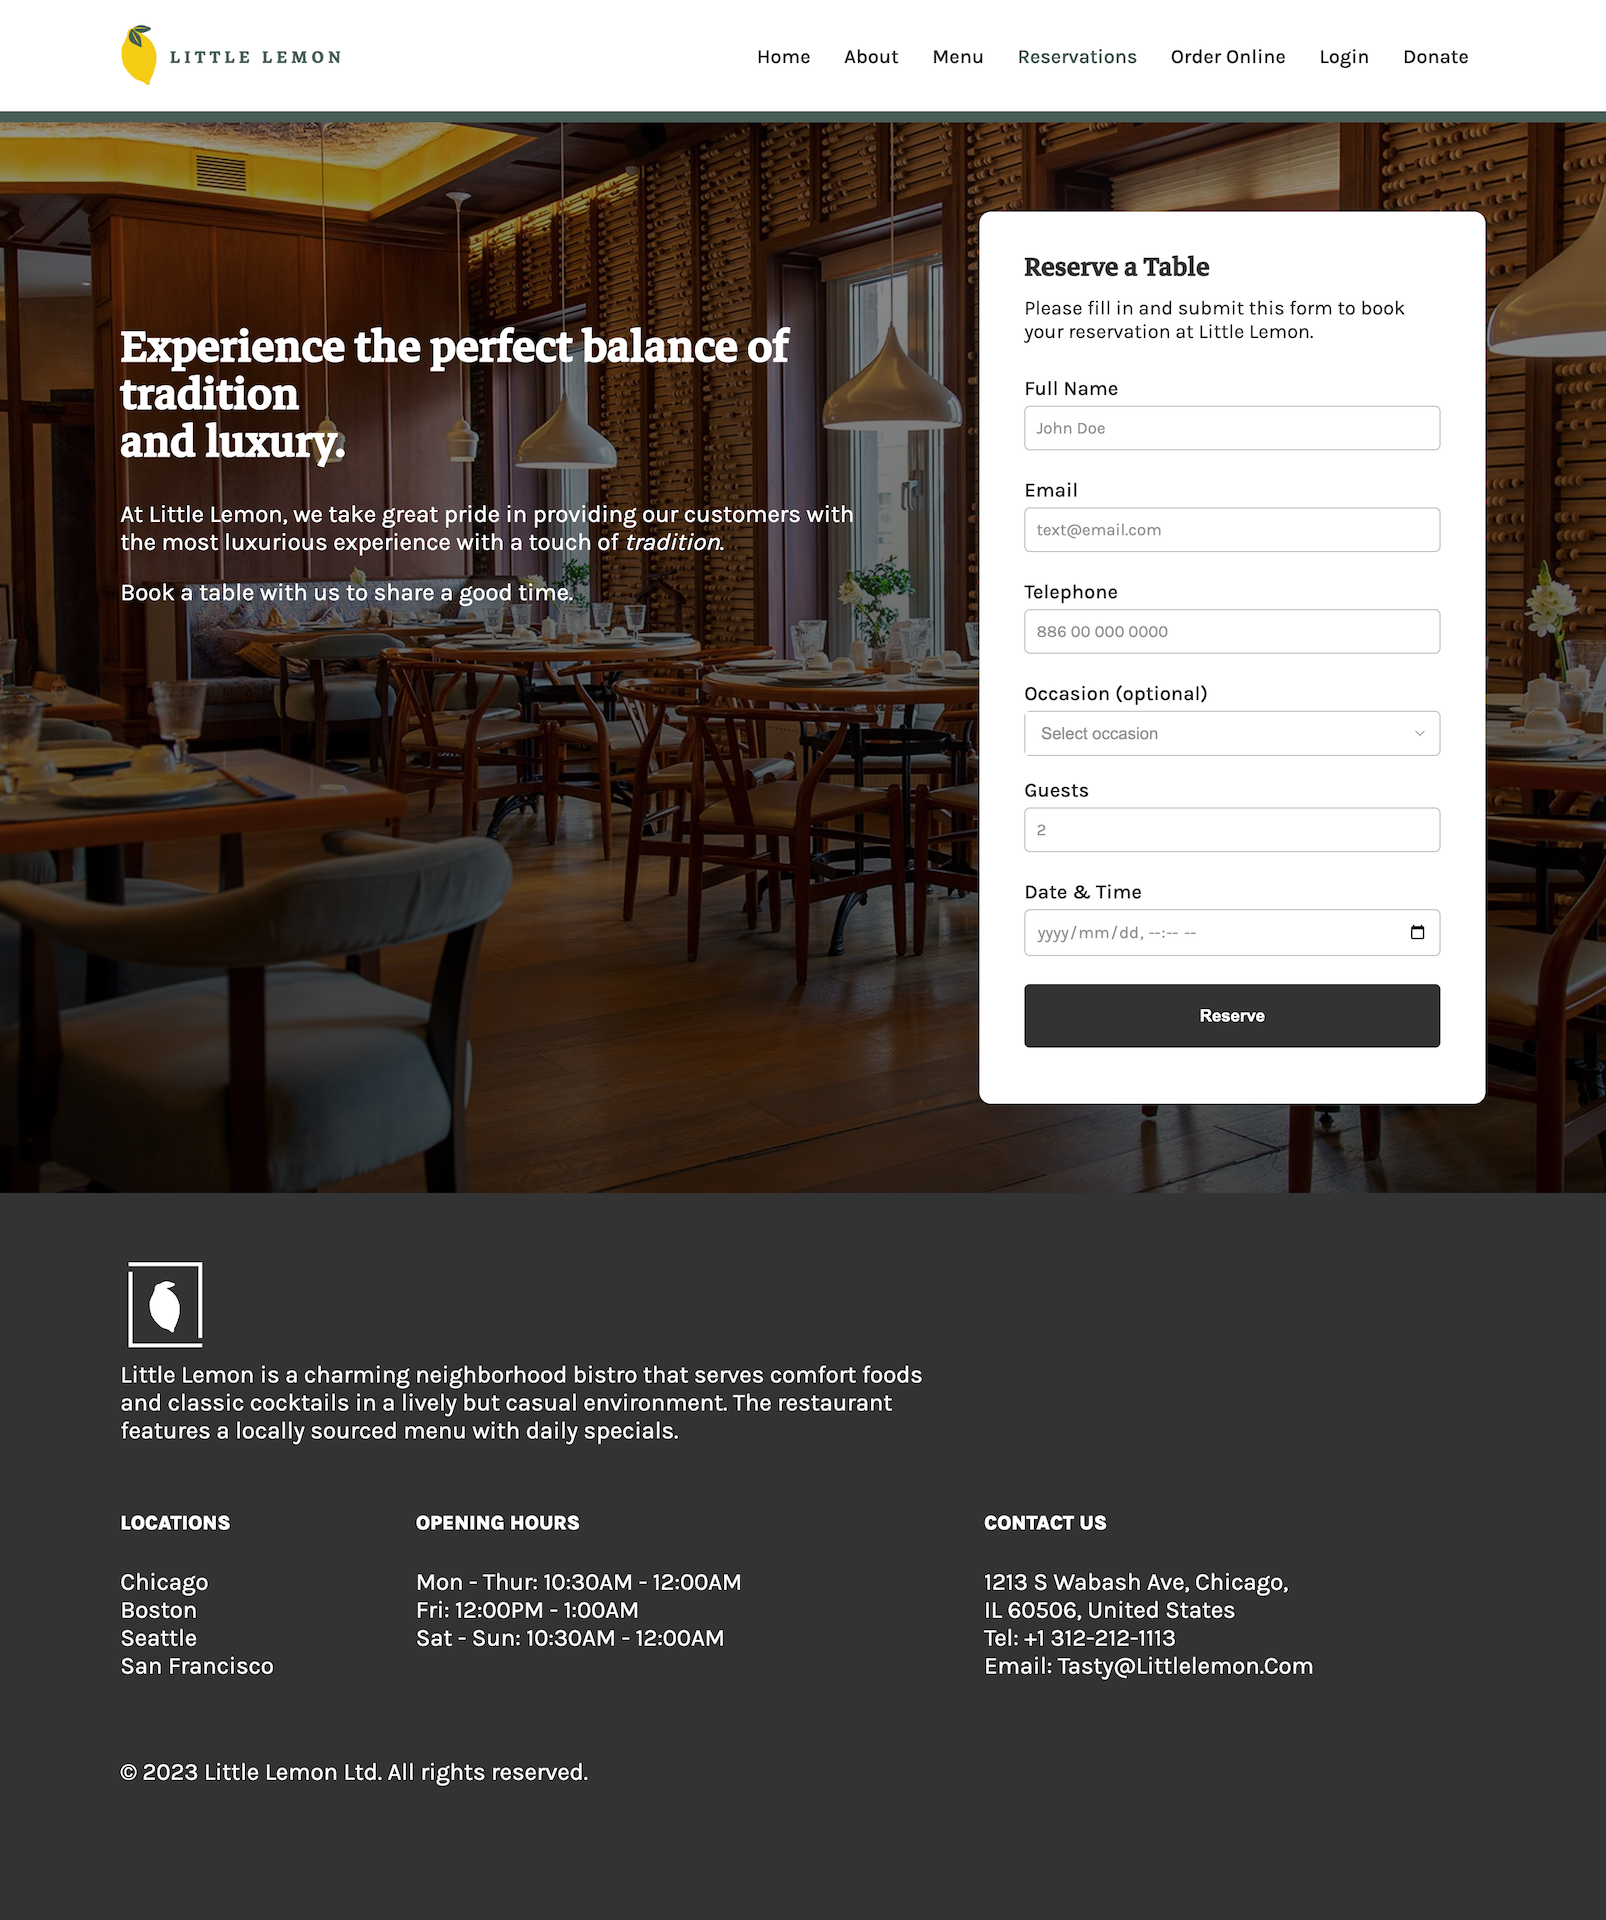 LITTLE LEMON
Home About Menu Reservations Order Online Login Donate
Experience the perfect balance of
tradition
and luxury.
At Little Lemon, we take great pride in providing our customers with
the most luxurious experience with a touch of tradition.
Book a table with us to share a good time.
Reserve a Table
Please fill in and submit this form to book
your reservation at Little Lemon.
Full Name
John Doe
Email
text@email.com
Telephone
886 00 000 0000
Occasion (optional)
Select occasion
Guests
2
Date & Time
yyyy/mm/dd, --:-- --
Reserve
Little Lemon is a charming neighborhood bistro that serves comfort foods
and classic cocktails in a lively but casual environment. The restaurant
features a locally sourced menu with daily specials.
LOCATIONS
Chicago
Boston
Seattle
San Francisco
OPENING HOURS
Mon - Thur: 10:30AM - 12:00AM
Fri: 12:00PM - 1:00AM
Sat - Sun: 10:30AM - 12:00AM
CONTACT US
1213 S Wabash Ave, Chicago,
IL 60506, United States
Tel: +1 312-212-1113
Email: Tasty@Littlelemon.Com
© 2023 Little Lemon Ltd. All rights reserved.